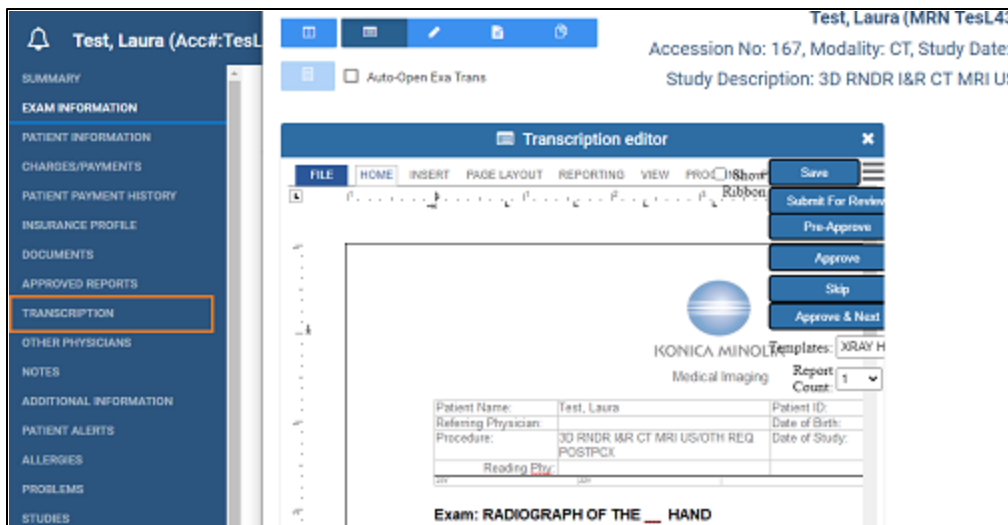 Test, Laura (Acc#:TesL
SUMMARY
EXAM INFORMATION
PATIENT INFORMATION
CHARGES/PAYMENTS
PATIENT PAYMENT HISTORY
INSURANCE PROFILE
DOCUMENTS
APPROVED REPORTS
TRANSCRIPTION
OTHER PHYSICIANS
NOTES
ADDITIONAL INFORMATION
PATIENT ALERTS
ALLERGIES
PROBLEMS
STUDIES
Test, Laura (MRN TesL43
Accession No: 167, Modality: CT, Study Date:
Study Description: 3D RNDR I&R CT MRI US
Auto-Open Exa Trans
Transcription editor
FILE HOME INSERT PAGE LAYOUT REPORTING VIEW
Show Ribbon
Save
Submit For Review
Pre-Approve
Approve
Skip
Approve & Next
Templates: XRAY H
Report Count: 1
KONICA MINOL
Medical Imaging
Patient Name: Test, Laura Patient ID:
Referring Physician: Date of Birth:
Procedure: 3D RNDR I&R CT MRI US/OTH REQ Date of Study:
POSTPCX
Reading Phy:
Exam: RADIOGRAPH OF THE __ HAND